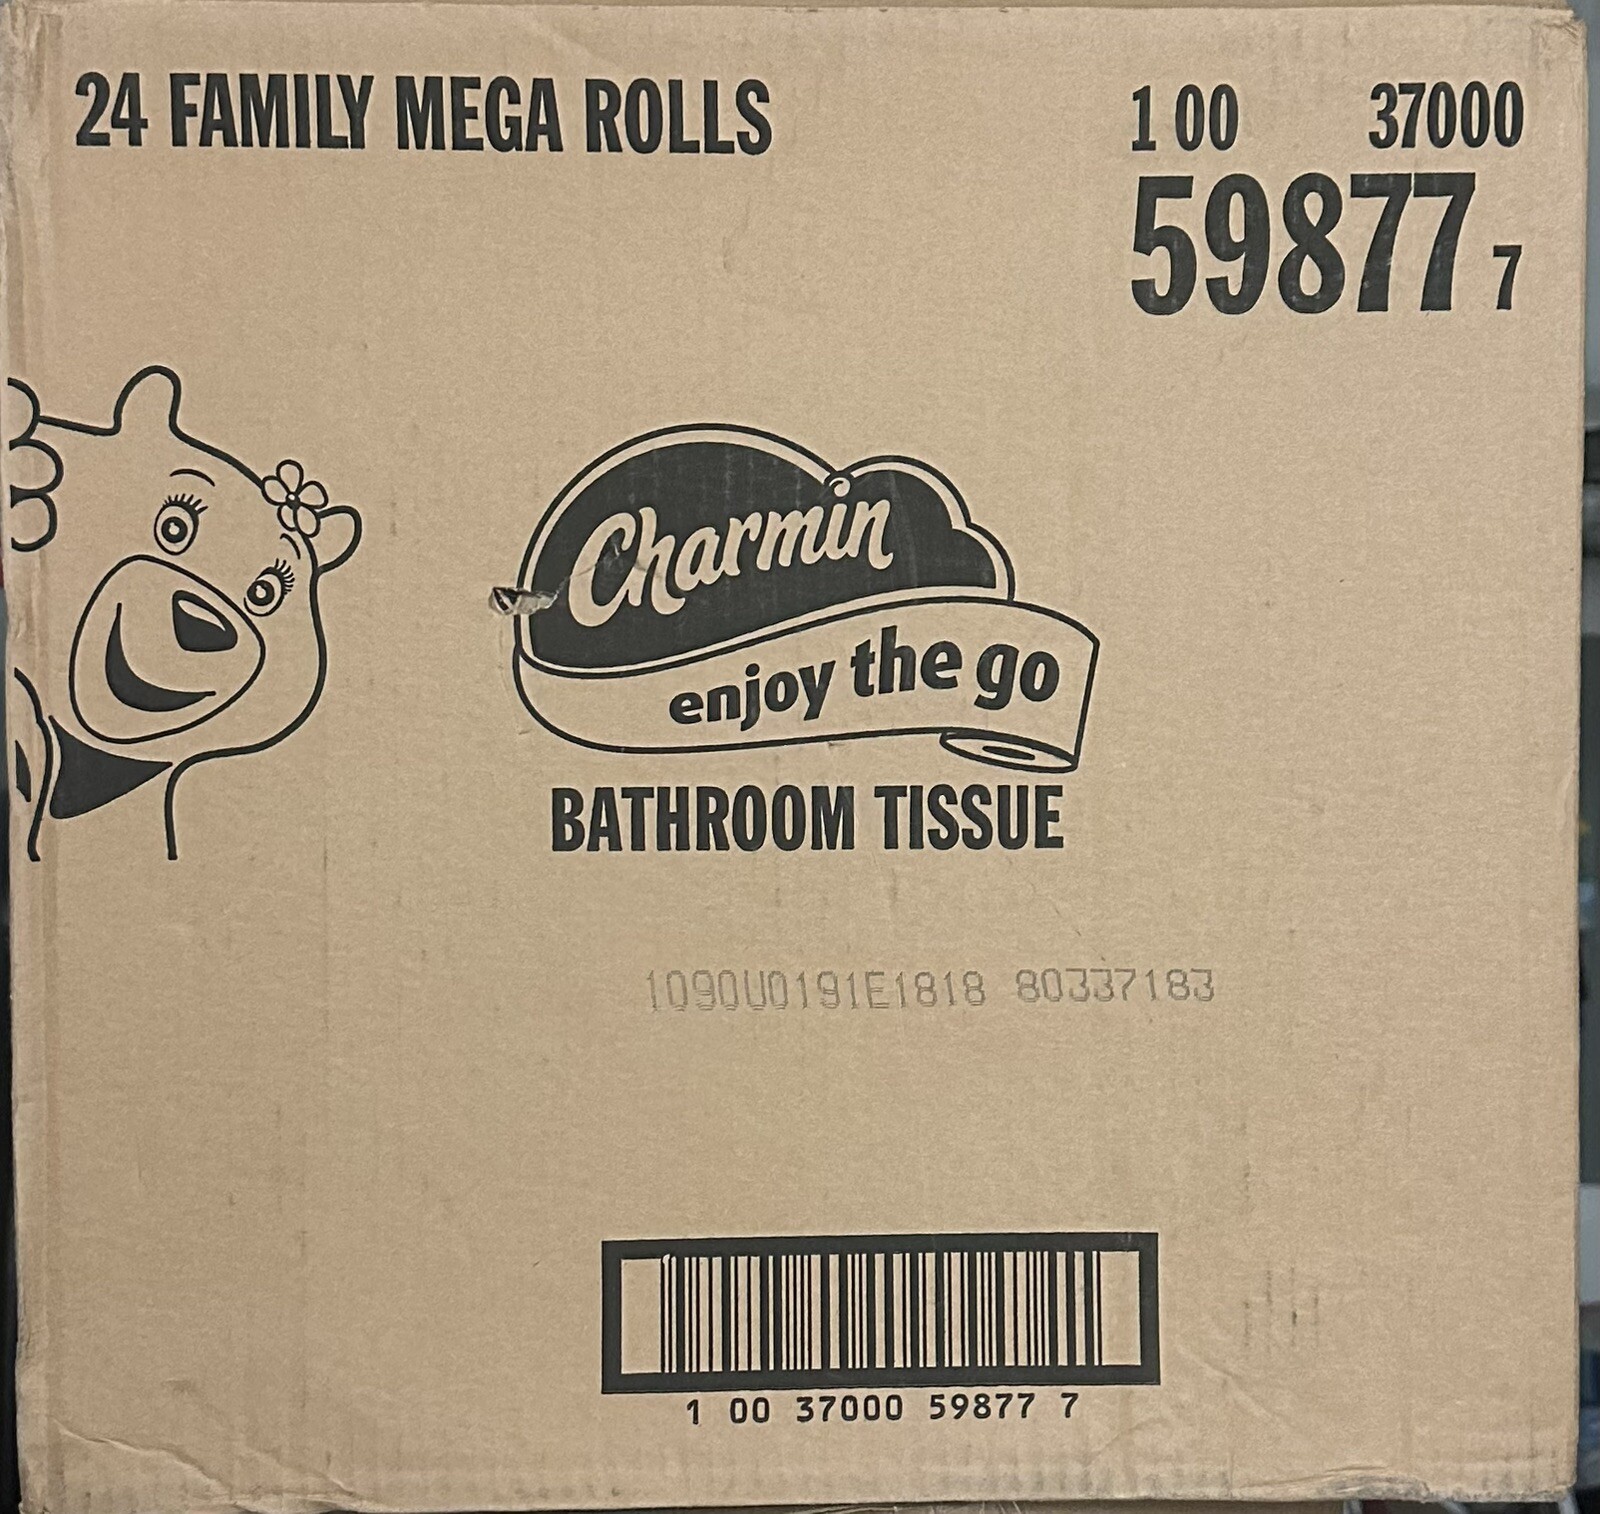 24 FAMILY MEGA ROLLS
1 00 37000
59877 7
Charmin
enjoy the go
BATHROOM TISSUE
1090U0191E1818 80337183
1 00 37000 59877 7